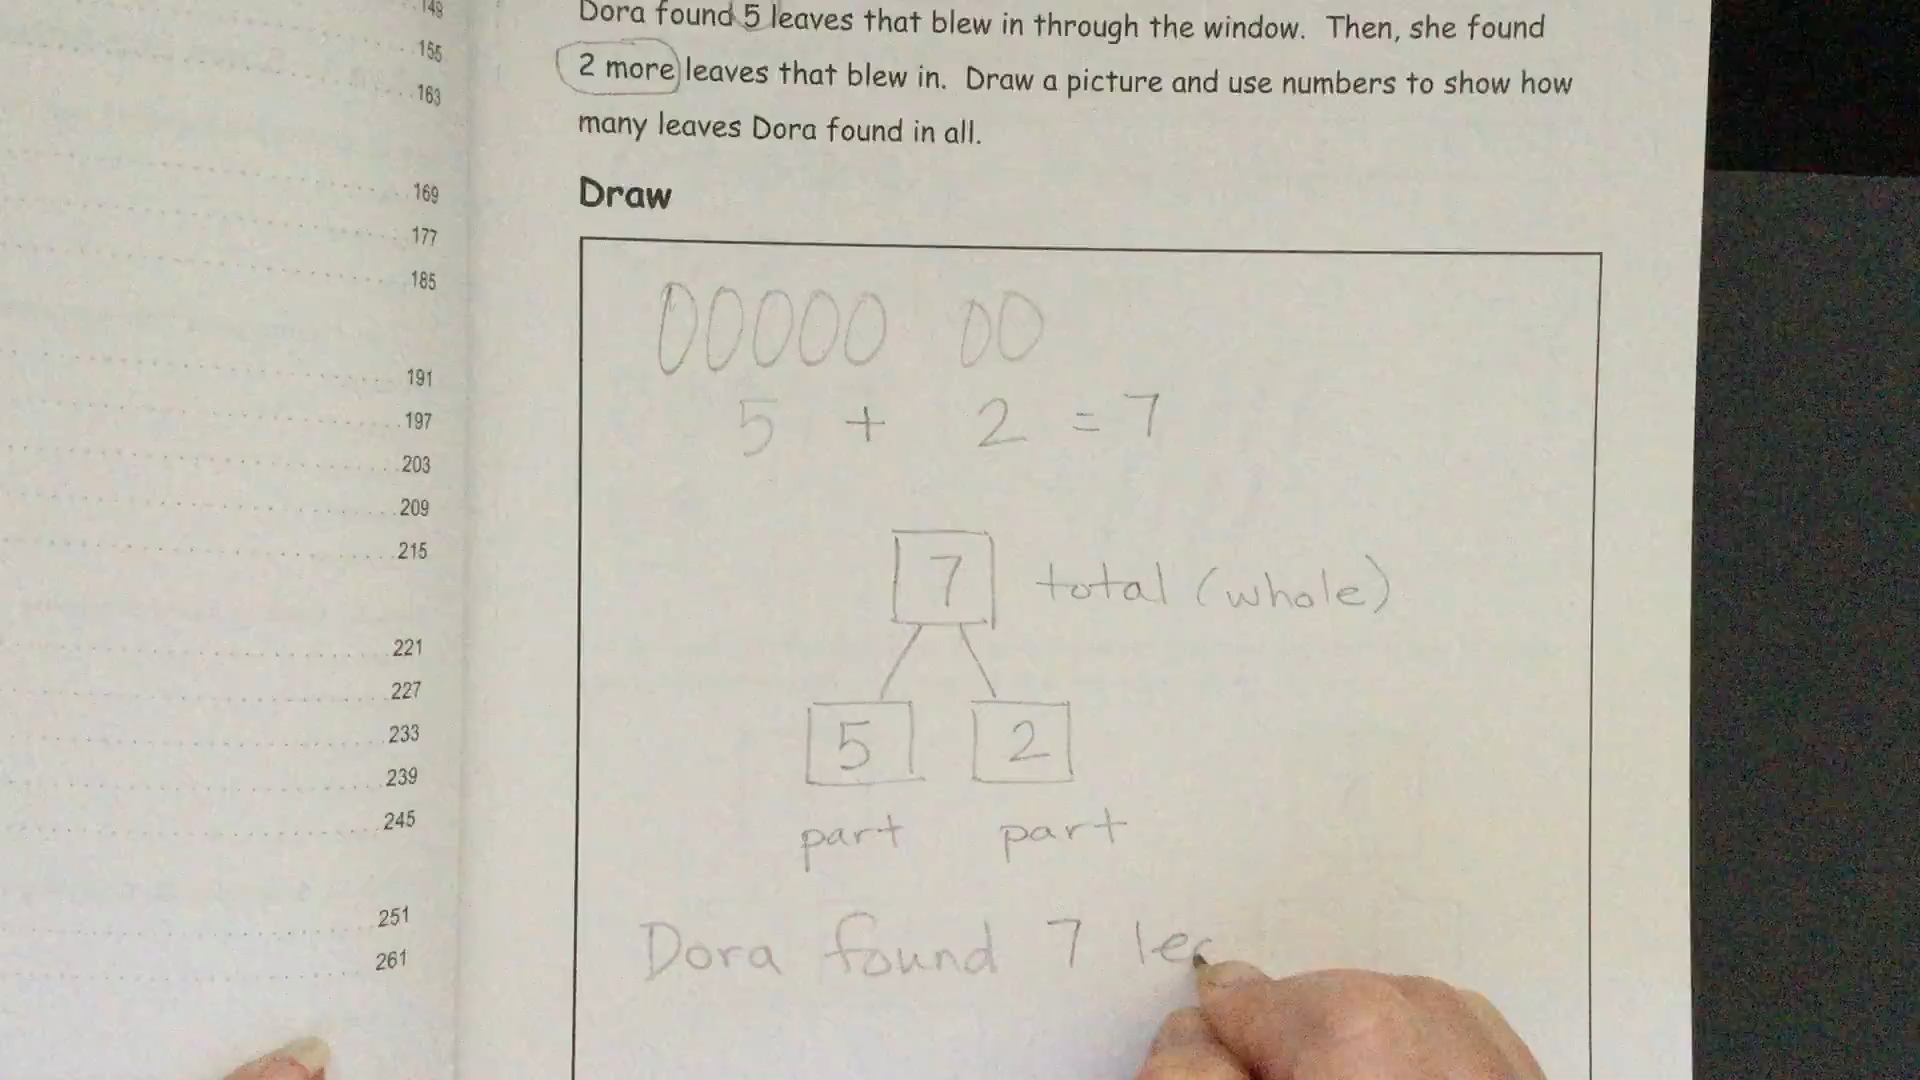 149
155
163
169
177
185
191
197
203
209
215
221
227
233
239
245
251
261
Dora found 5 leaves that blew in through the window. Then, she found
2 more leaves that blew in. Draw a picture and use numbers to show how
many leaves Dora found in all.
Draw
5 + 2 = 7
7 total (whole)
5 2
part part
Dora found 7